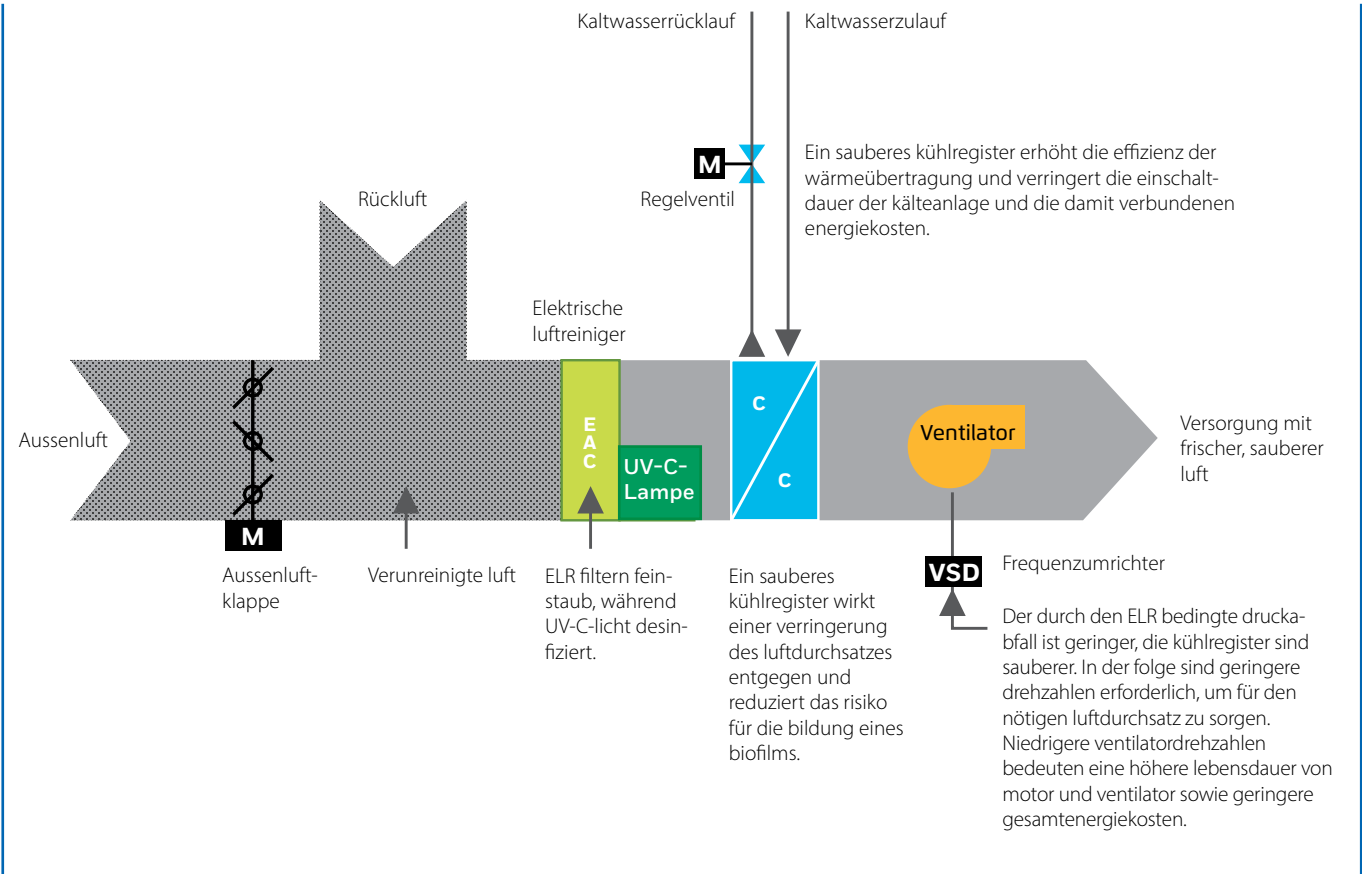 Kaltwasserrücklauf
Kaltwasserzulauf
Ein sauberes kühlregister erhöht die effizienz der
wärmeübertragung und verringert die einschalt-
dauer der kälteanlage und die damit verbundenen
energiekosten.
M
Regelventil
Rückluft
Elektrische
luftreiniger
Aussenluft
E
A
C
UV-C-
Lampe
C
C
Ventilator
Versorgung mit
frischer, sauberer
luft
M
Aussenluft-
klappe
Verunreinigte luft
ELR filtern fein-
staub, während
UV-C-licht desin-
fiziert.
Ein sauberes
kühlregister wirkt
einer verringerung
des luftdurchsatzes
entgegen und
reduziert das risiko
für die bildung eines
biofilms.
VSD
Frequenzumrichter
Der durch den ELR bedingte drucka-
bfall ist geringer, die kühlregister sind
sauberer. In der folge sind geringere
drehzahlen erforderlich, um für den
nötigen luftdurchsatz zu sorgen.
Niedrigere ventilatordrehzahlen
bedeuten eine höhere lebensdauer von
motor und ventilator sowie geringere
gesamtenergiekosten.